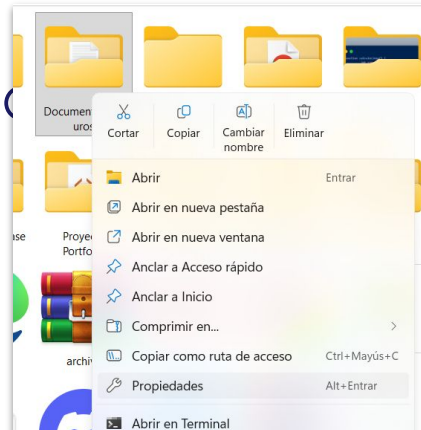 Document
uros
Cortar
Copiar
Cambiar
nombre
Eliminar
Abrir
Entrar
Abrir en nueva pestaña
Abrir en nueva ventana
Anclar a Acceso rápido
Anclar a Inicio
Comprimir en...
Copiar como ruta de acceso
Ctrl+Mayús+C
Propiedades
Alt+Entrar
Abrir en Terminal
se
Proye
Portfo
archiv